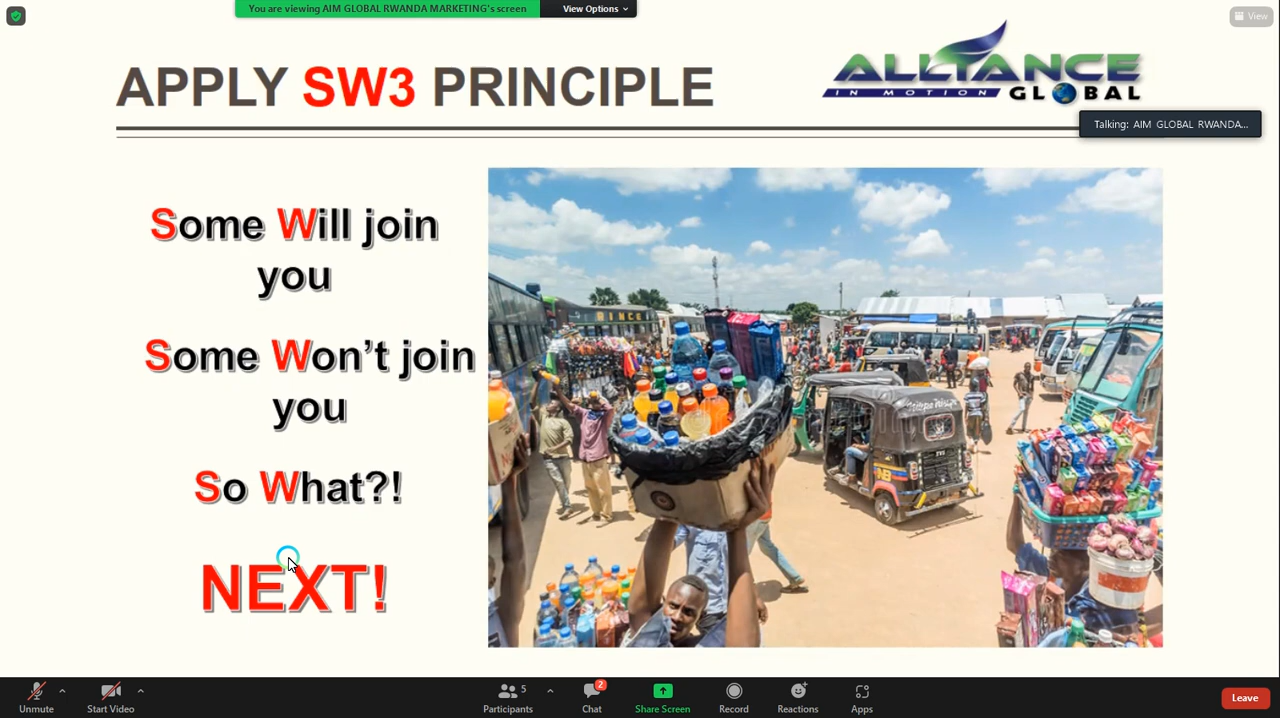 You are viewing AIM GLOBAL RWANDA MARKETING's screen
View Options
View
APPLY SW3 PRINCIPLE
ALLIANCE
IN MOTION GLOBAL
Talking: AIM GLOBAL RWANDA...
Some Will join
you
Some Won't join
you
So What?!
NEXT!
Unmute
Start Video
Participants
5
Chat
2
Share Screen
Record
Reactions
Apps
Leave